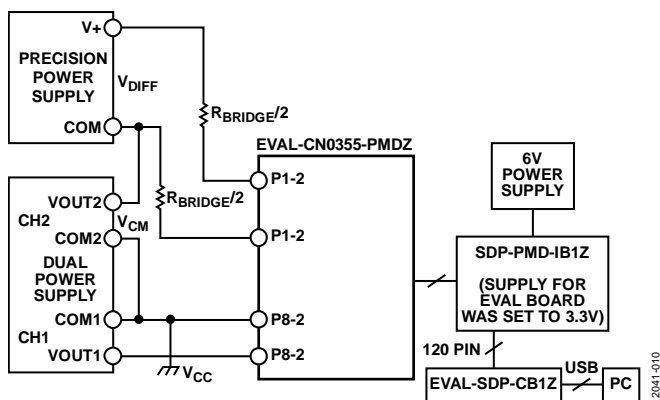 V+
PRECISION
POWER
SUPPLY
VDIFF
COM
RBRIDGE/2
EVAL-CN0355-PMDZ
6V
POWER
SUPPLY
P1-2
VOUT2
CH2
VCM
COM2
RBRIDGE/2
P1-2
SDP-PMD-IB1Z
(SUPPLY FOR
EVAL BOARD
WAS SET TO 3.3V)
DUAL
POWER
SUPPLY
COM1
CH1
VOUT1
VCC
P8-2
P8-2
120 PIN
EVAL-SDP-CB1Z
USB
PC
2041-010